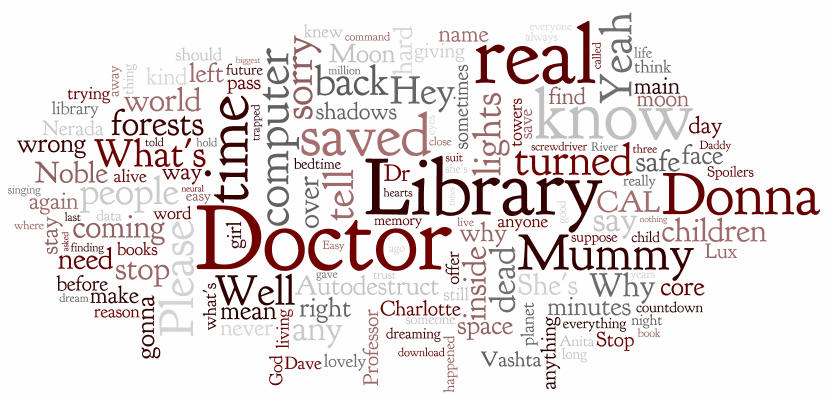 everyone
always
knew
command
should
name
Moon
hard
giving
real
Yeah
called
life
think
biggest
future
pass
left
kind
thing
away
trying
computer
sorry
million
back
Hey
sometimes
find
towers
save
main
moon
library
world
time
trapped
shadows
eyes
lights
know
day
Nerada
forests
told
hold
saved
close
screwdriver
River
three
Daddy
wrong
What's
bedtime
suit
she's
turned
safe
face
Spoilers
Noble
alive
way
neural
easy
over
tell
Dr
hearts
Library
really
CAL
Donna
singing
again
people
girl
memory
time
good
nothing
where
stay
last
data
word
Doctor
live
anyone
say
children
coming
Please
Easy
ago
why
suppose
child
Lux
asked
finding
books
need
stop
offer
inside
dead
Mummy
before
Well
gave
trust
Autodestruct
still
She's
years
Why
core
dream
make
reason
what's
mean
right
Charlotte
minutes
countdown
gonna
never
living
any
Professor
someone
space
planet
everything
night
book
dreaming
happened
anything
Anita
Stop
God
Dave
lovely
download
Vashta
long